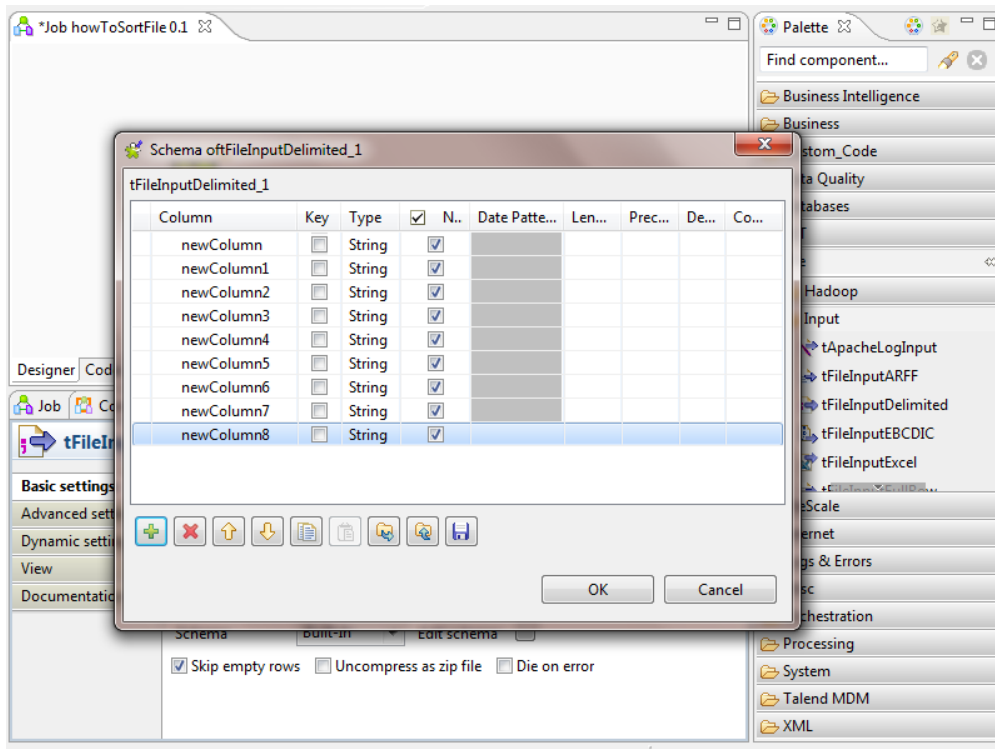 *Job howToSortFile 0.1
Palette
Find component...
Business Intelligence
Business
stom_Code
ta Quality
tabases
T
e
Hadoop
Input
tApacheLogInput
tFileInputARFF
tFileInputDelimited
tFileInputEBCDIC
tFileInputExcel
eScale
ernet
gs & Errors
sc
chestration
Processing
System
Talend MDM
XML
Schema oftFileInputDelimited_1
tFileInputDelimited_1
Column Key Type N.. Date Patte... Len... Prec... De... Co...
newColumn String
newColumn1 String
newColumn2 String
newColumn3 String
newColumn4 String
newColumn5 String
newColumn6 String
newColumn7 String
newColumn8 String
OK Cancel
Designer Cod
Job Co
tFileIn
Basic settings
Advanced sett
Dynamic settin
View
Documentatic
Schema Built-In Edit schema
Skip empty rows Uncompress as zip file Die on error